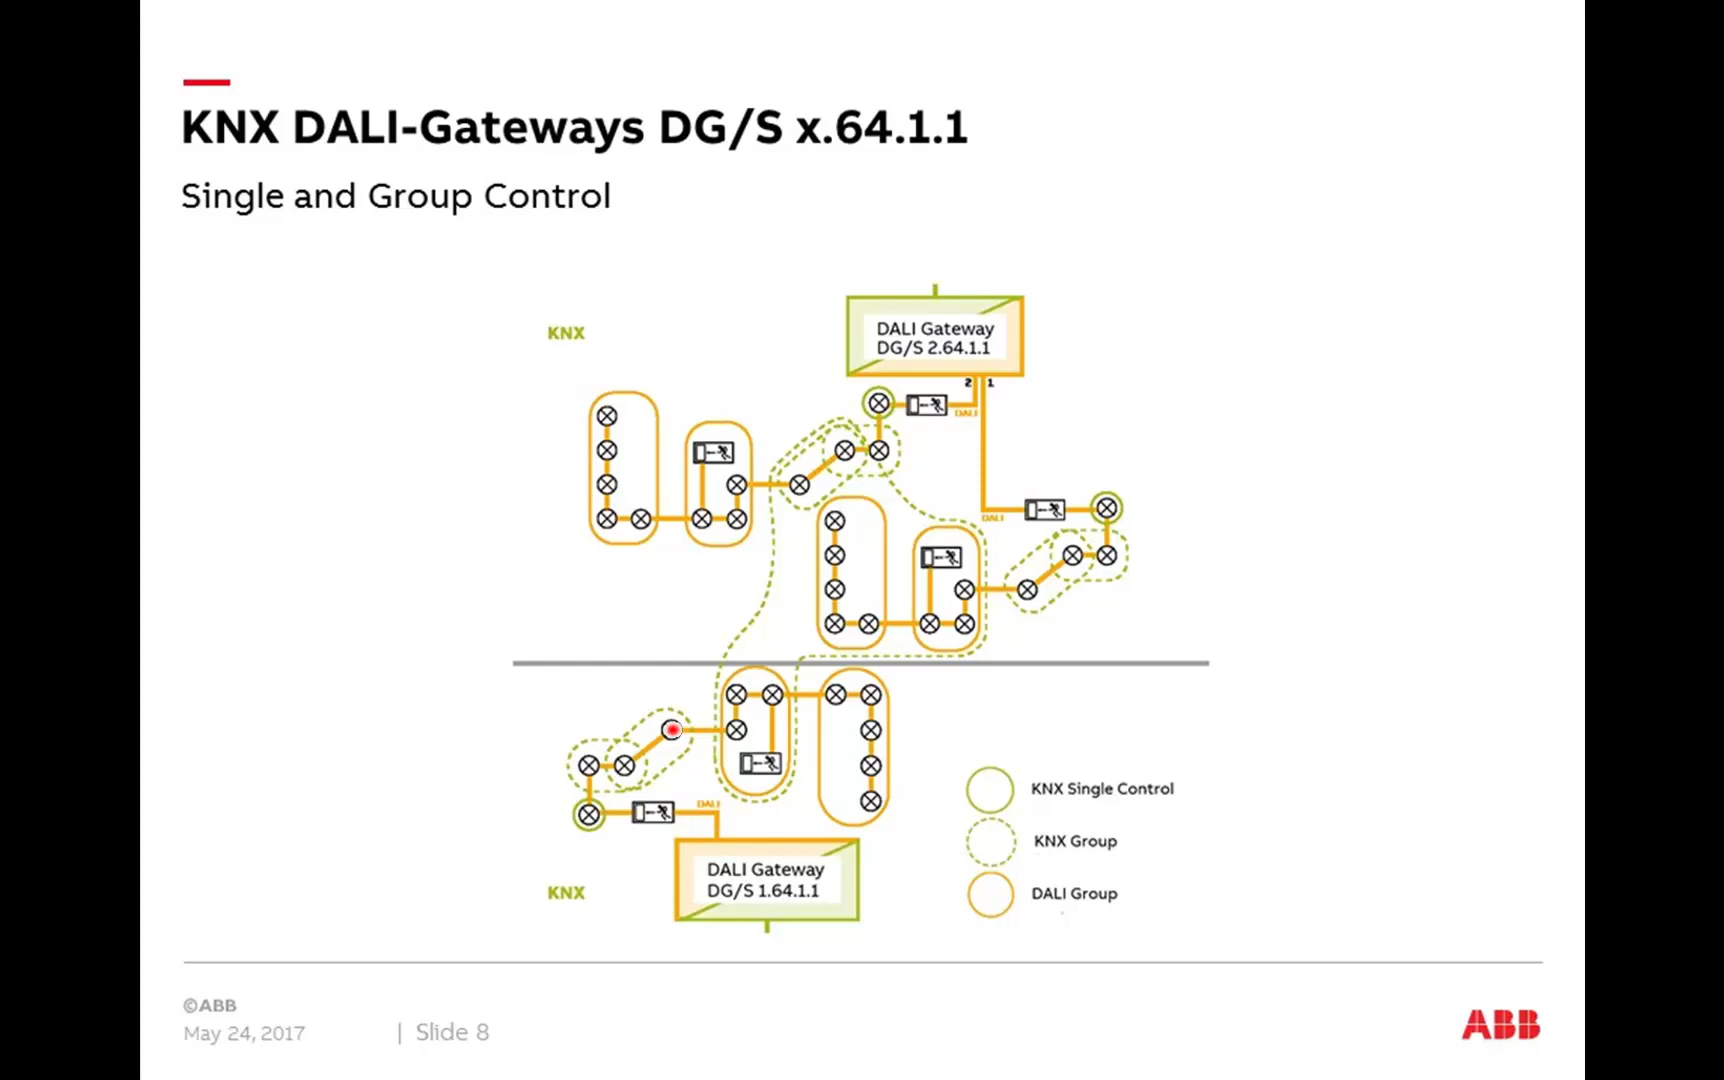 KNX DALI-Gateways DG/S x.64.1.1
Single and Group Control
KNX
DALI Gateway
DG/S 2.64.1.1
2 1
DALI
DALI
DALI
DALI Gateway
DG/S 1.64.1.1
KNX
KNX Single Control
KNX Group
DALI Group
©ABB
May 24, 2017 | Slide 8
ABB